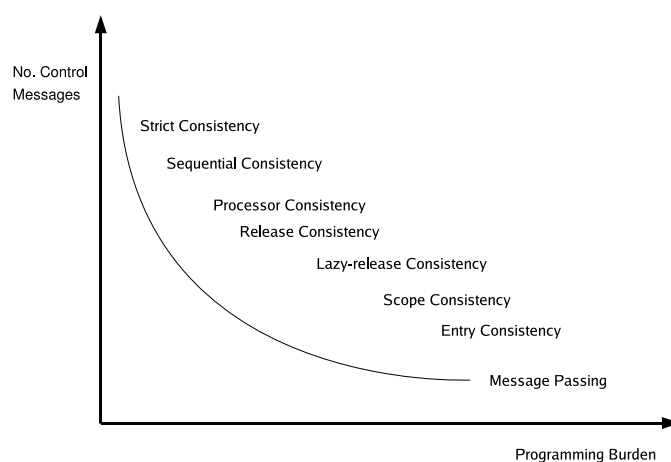 No. Control
Messages
Strict Consistency
Sequential Consistency
Processor Consistency
Release Consistency
Lazy-release Consistency
Scope Consistency
Entry Consistency
Message Passing
Programming Burden